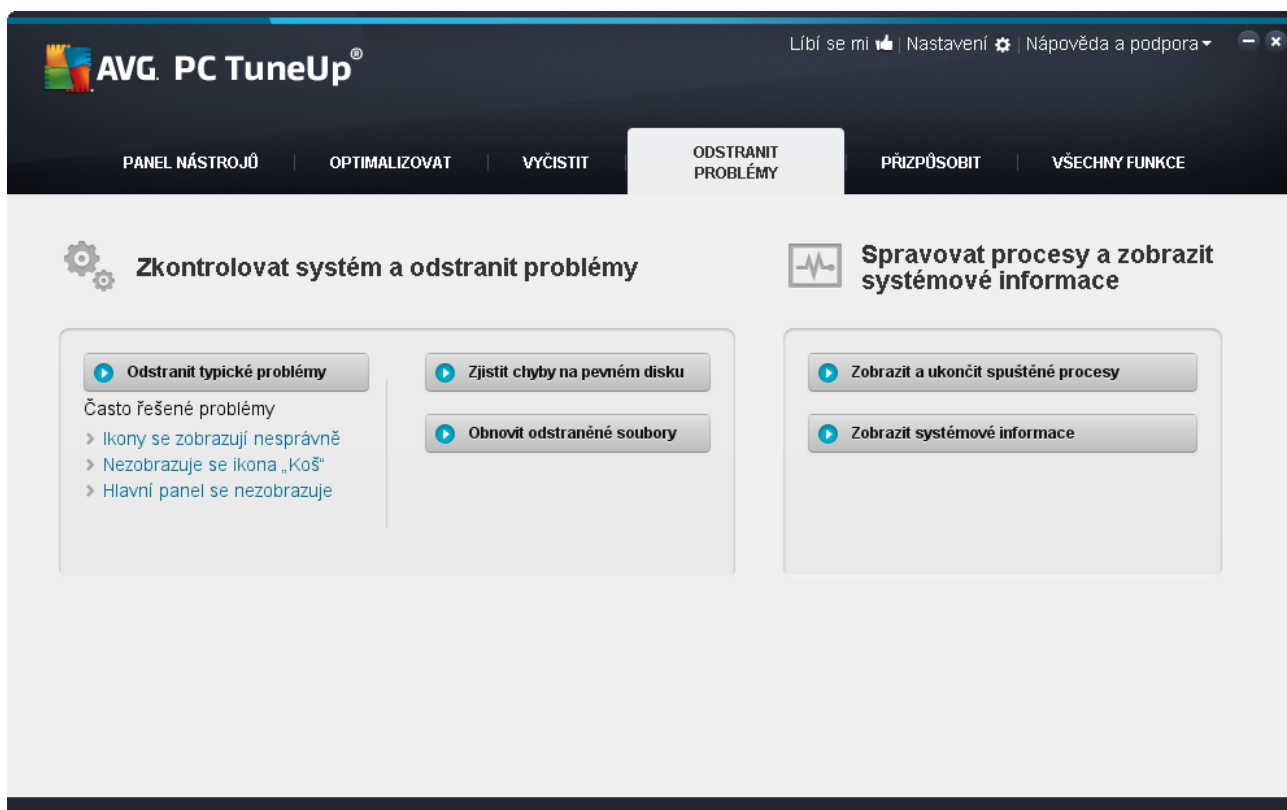 Líbí se mi | Nastavení | Nápověda a podpora
AVG. PC TuneUp®
PANEL NÁSTROJŮ
OPTIMALIZOVAT
VYČISTIT
ODSTRANIT
PROBLÉMY
PŘIZPŮSOBIT
VŠECHNY FUNKCE
Zkontrolovat systém a odstranit problémy
Odstranit typické problémy
Často řešené problémy
Ikony se zobrazují nesprávně
Nezobrazuje se ikona „Koš“
Hlavní panel se nezobrazuje
Zjistit chyby na pevném disku
Obnovit odstraněné soubory
Spravovat procesy a zobrazit
systémové informace
Zobrazit a ukončit spuštěné procesy
Zobrazit systémové informace